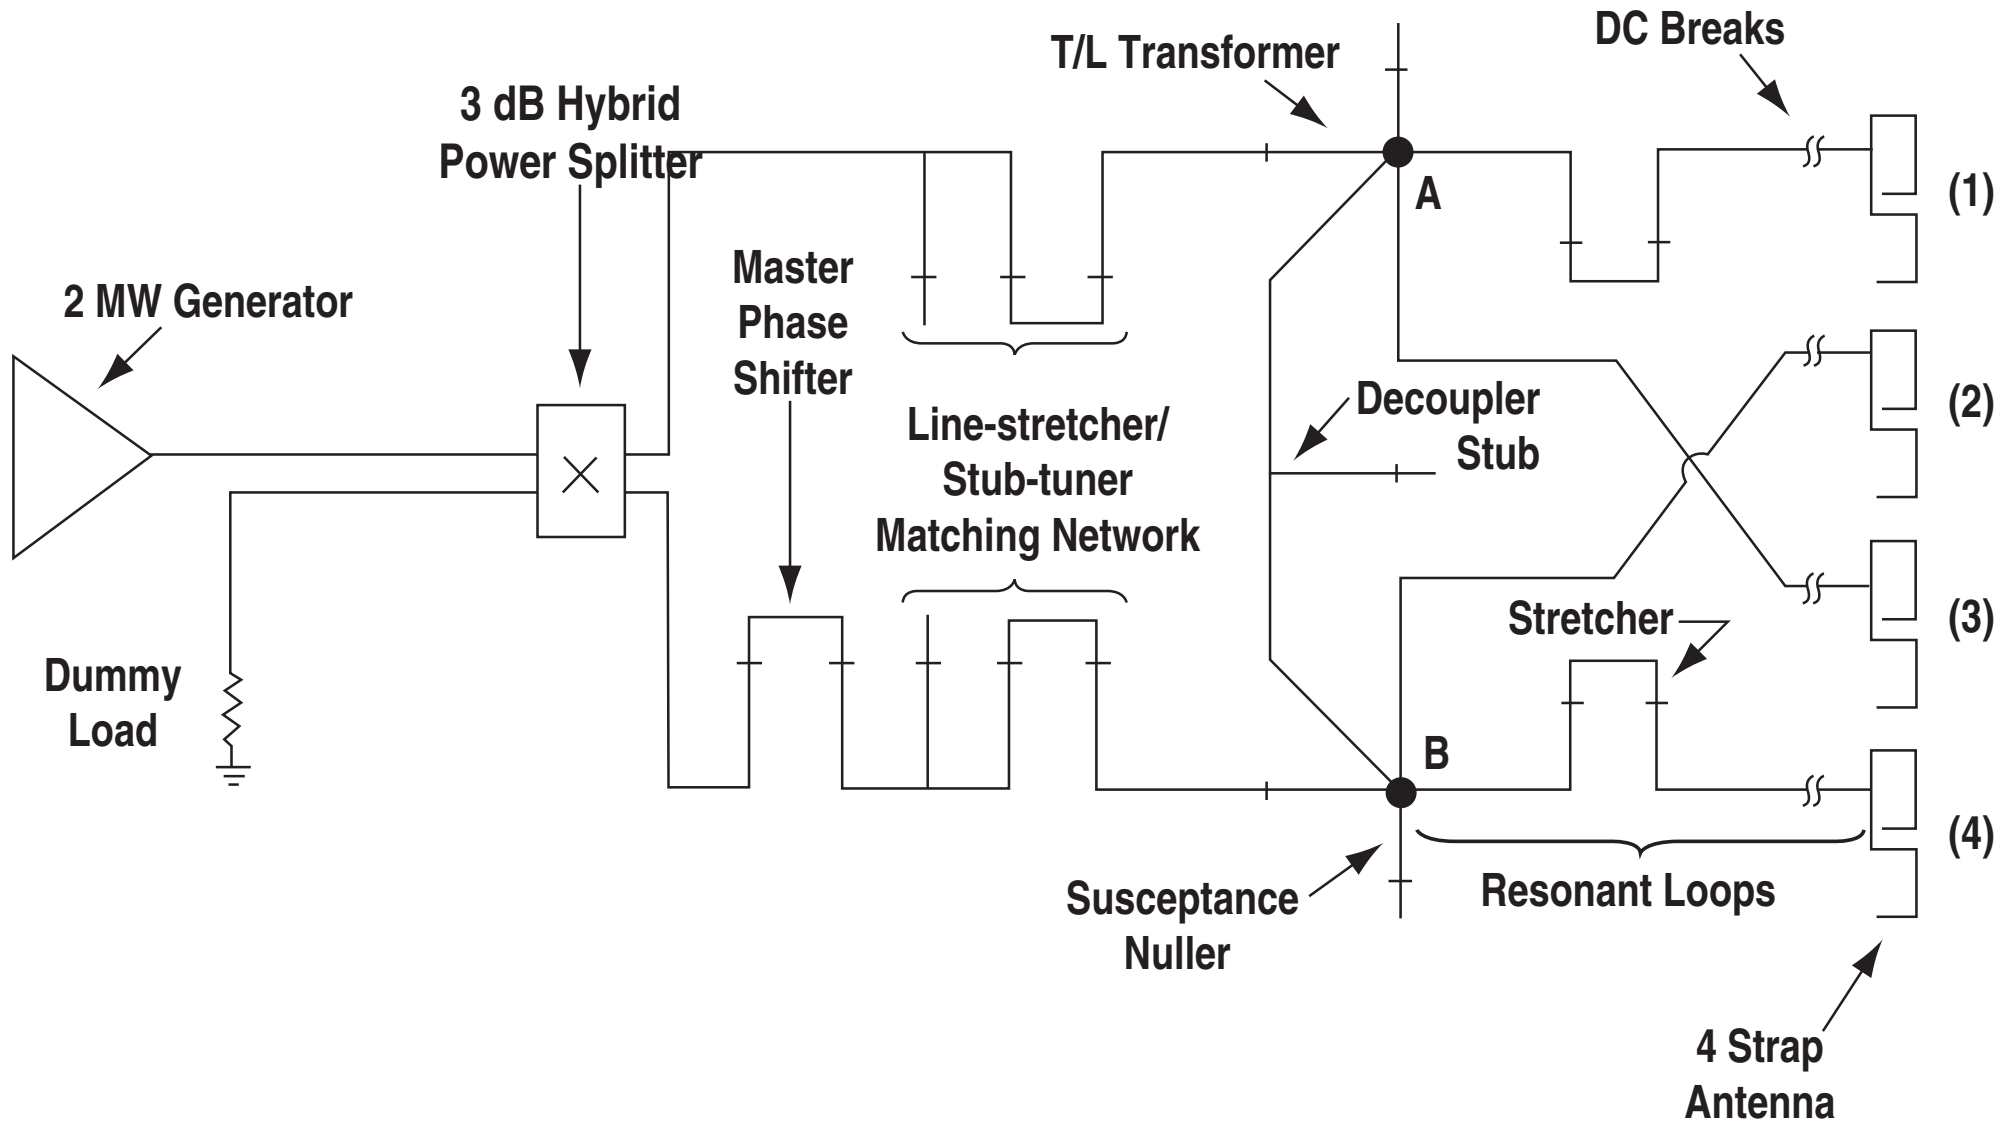 DC Breaks
T/L Transformer
3 dB Hybrid
Power Splitter
A
(1)
Master
Phase
Shifter
2 MW Generator
Decoupler
Stub
(2)
Line-stretcher/
Stub-tuner
Matching Network
Stretcher
(3)
Dummy
Load
B
(4)
Susceptance
Nuller
Resonant Loops
4 Strap
Antenna